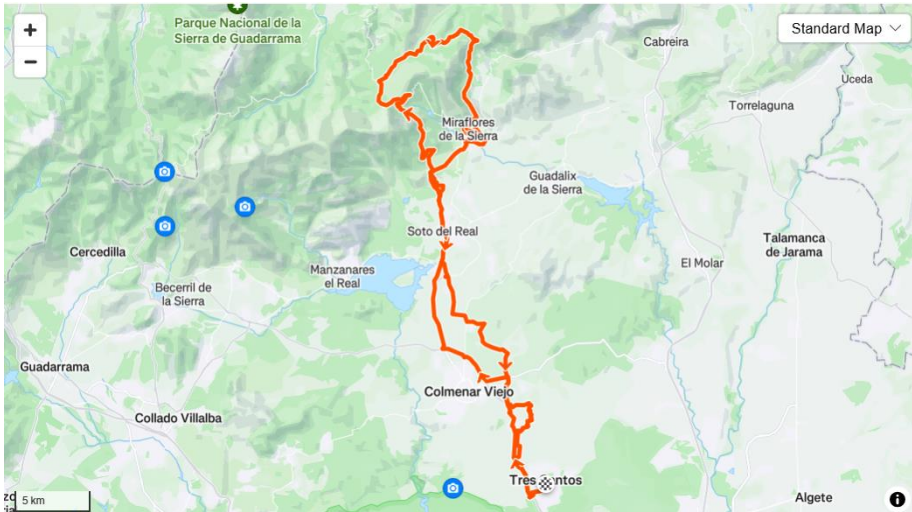 +
−
Parque Nacional de la
Sierra de Guadarrama
Standard Map
Cabreira
Uceda
Torrelaguna
Miraflores
de la Sierra
Guadalix
de la Sierra
Soto del Real
Talamanca
de Jarama
Cercedilla
Manzanares
el Real
El Molar
Becerril de
la Sierra
Guadarrama
Colmenar Viejo
Collado Villalba
Tres
ntos
5 km
Algete
i